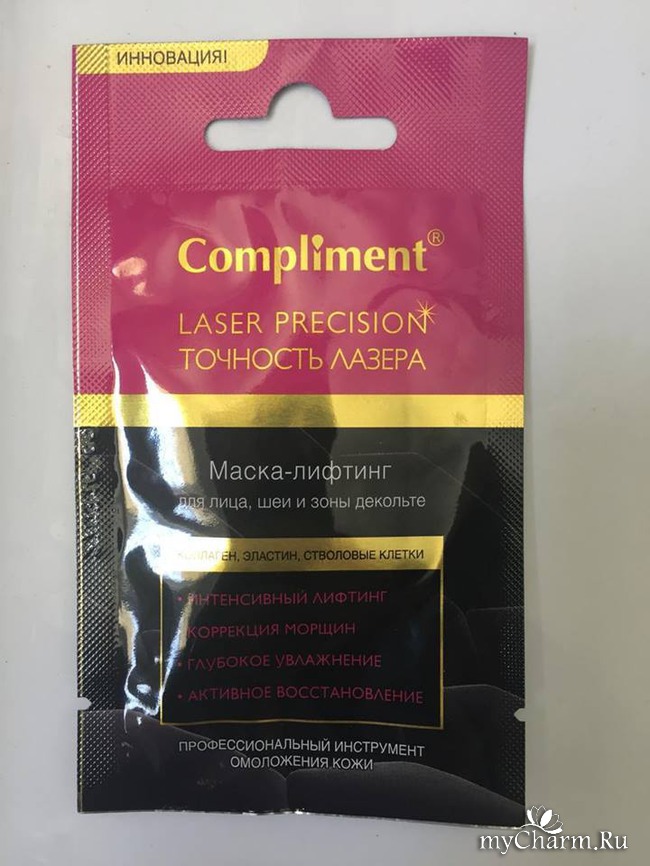 ИННОВАЦИЯ!
Compliment®
LASER PRECISION
ТОЧНОСТЬ ЛАЗЕРА
Маска-лифтинг
для лица, шеи и зоны декольте
КОЛЛАГЕН, ЭЛАСТИН, СТВОЛОВЫЕ КЛЕТКИ
• ИНТЕНСИВНЫЙ ЛИФТИНГ
• КОРРЕКЦИЯ МОРЩИН
• ГЛУБОКОЕ УВЛАЖНЕНИЕ
• АКТИВНОЕ ВОССТАНОВЛЕНИЕ
ПРОФЕССИОНАЛЬНЫЙ ИНСТРУМЕНТ
ОМОЛОЖЕНИЯ КОЖИ
myCharm.Ru